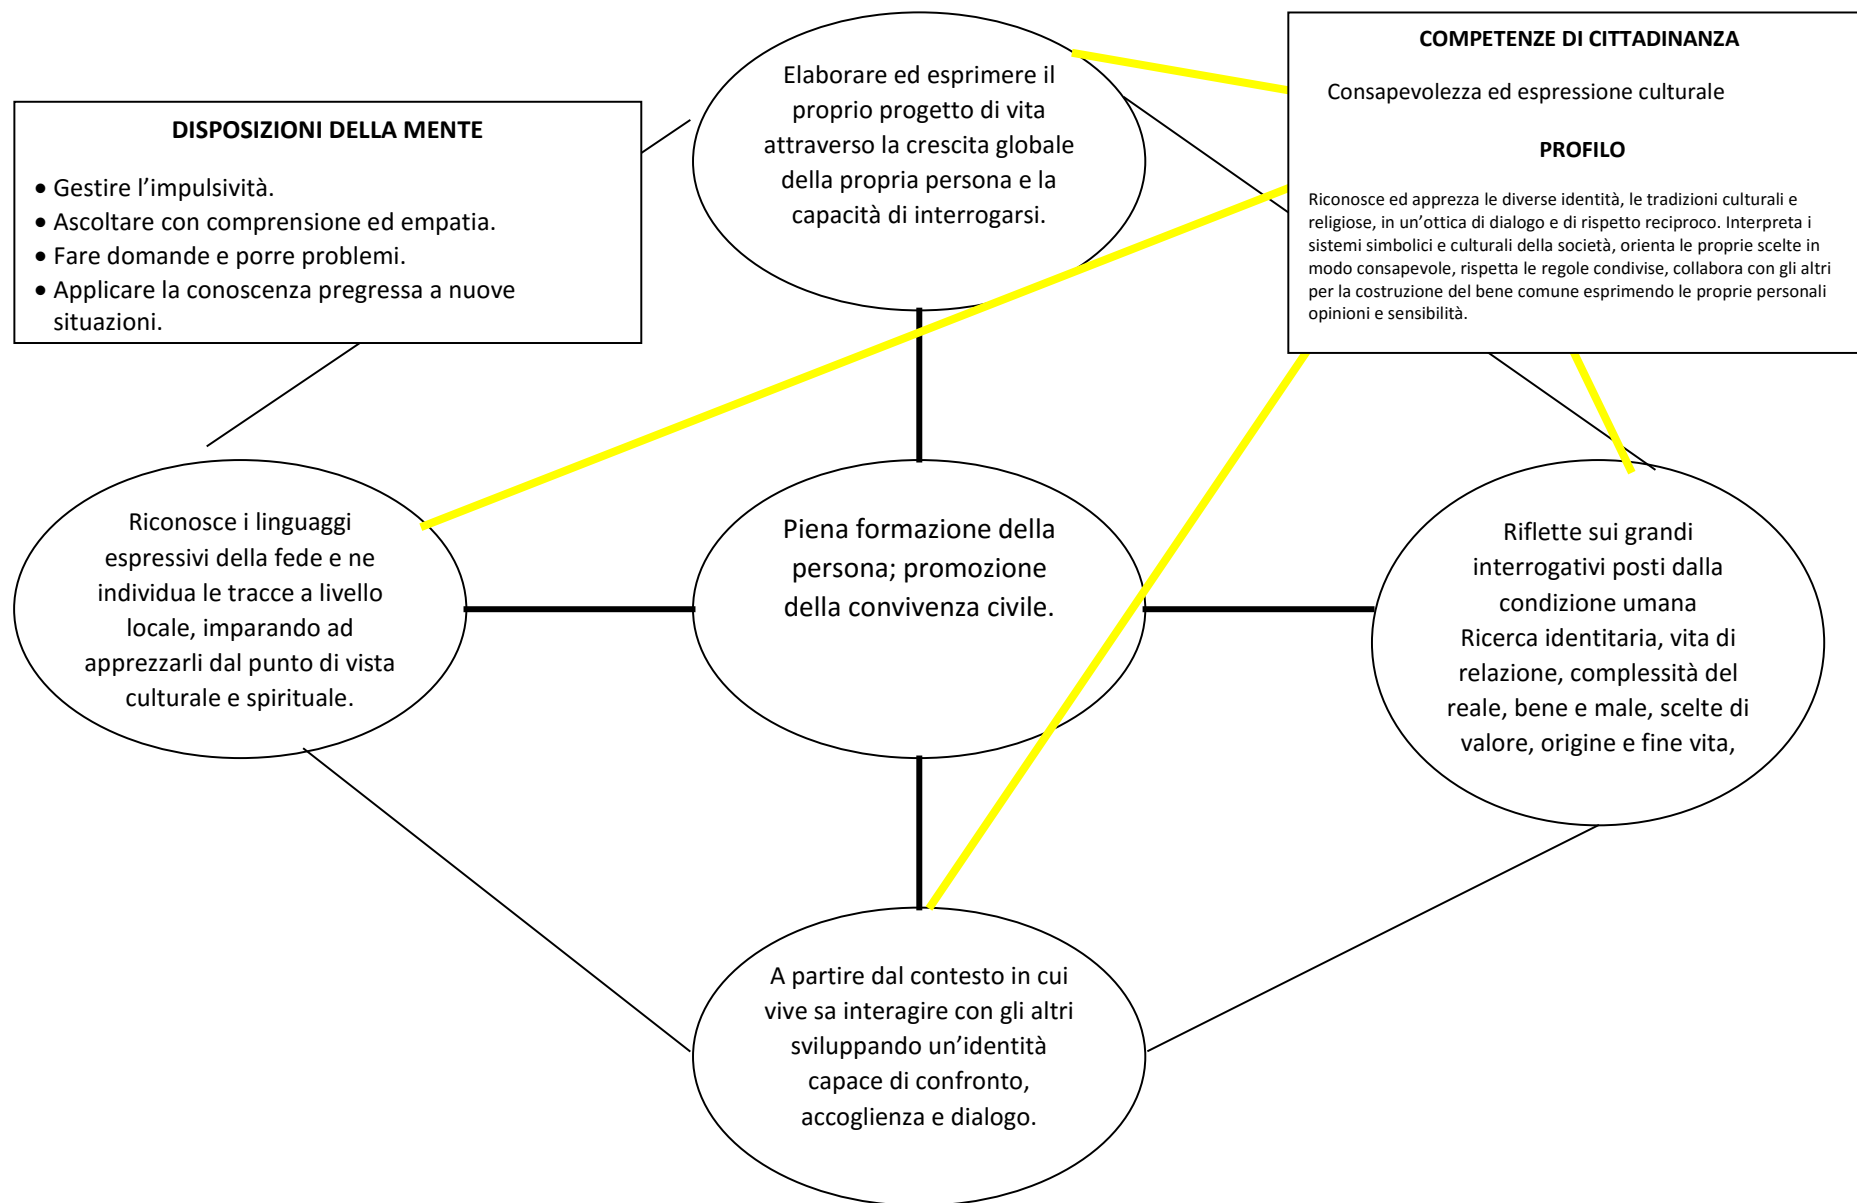 DISPOSIZIONI DELLA MENTE
• Gestire l’impulsività.
• Ascoltare con comprensione ed empatia.
• Fare domande e porre problemi.
• Applicare la conoscenza pregressa a nuove
situazioni.
Elaborare ed esprimere il
proprio progetto di vita
attraverso la crescita globale
della propria persona e la
capacità di interrogarsi.
COMPETENZE DI CITTADINANZA
Consapevolezza ed espressione culturale
PROFILO
Riconosce ed apprezza le diverse identità, le tradizioni culturali e
religiose, in un’ottica di dialogo e di rispetto reciproco. Interpreta i
sistemi simbolici e culturali della società, orienta le proprie scelte in
modo consapevole, rispetta le regole condivise, collabora con gli altri
per la costruzione del bene comune esprimendo le proprie personali
opinioni e sensibilità.
Riconosce i linguaggi
espressivi della fede e ne
individua le tracce a livello
locale, imparando ad
apprezzarli dal punto di vista
culturale e spirituale.
Piena formazione della
persona; promozione
della convivenza civile.
Riflette sui grandi
interrogativi posti dalla
condizione umana
Ricerca identitaria, vita di
relazione, complessità del
reale, bene e male, scelte di
valore, origine e fine vita,
A partire dal contesto in cui
vive sa interagire con gli altri
sviluppando un’identità
capace di confronto,
accoglienza e dialogo.